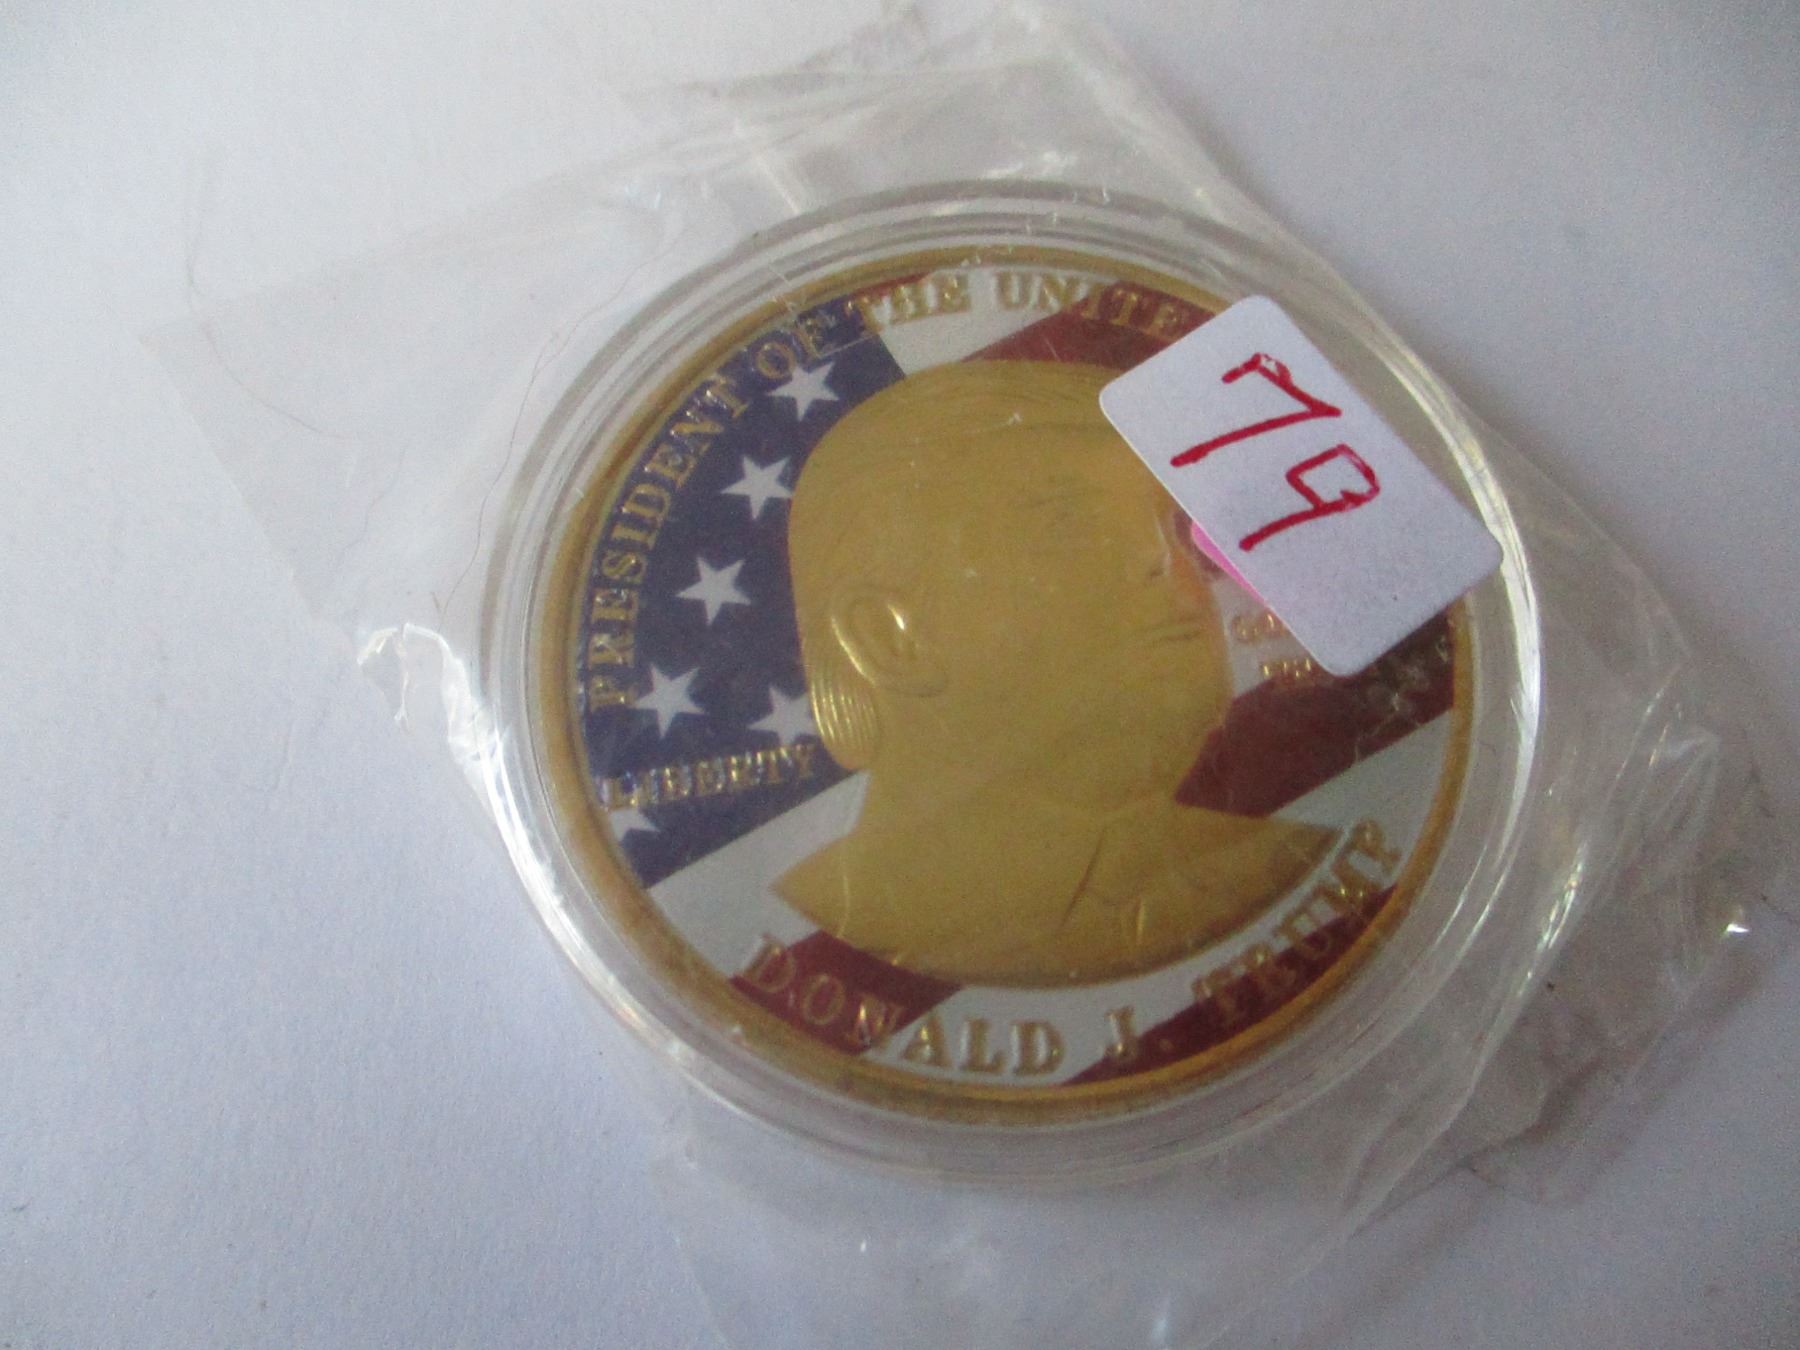 PRESIDENT OF THE UNITE
79
LIBERTY
DONALD J. TRUMP